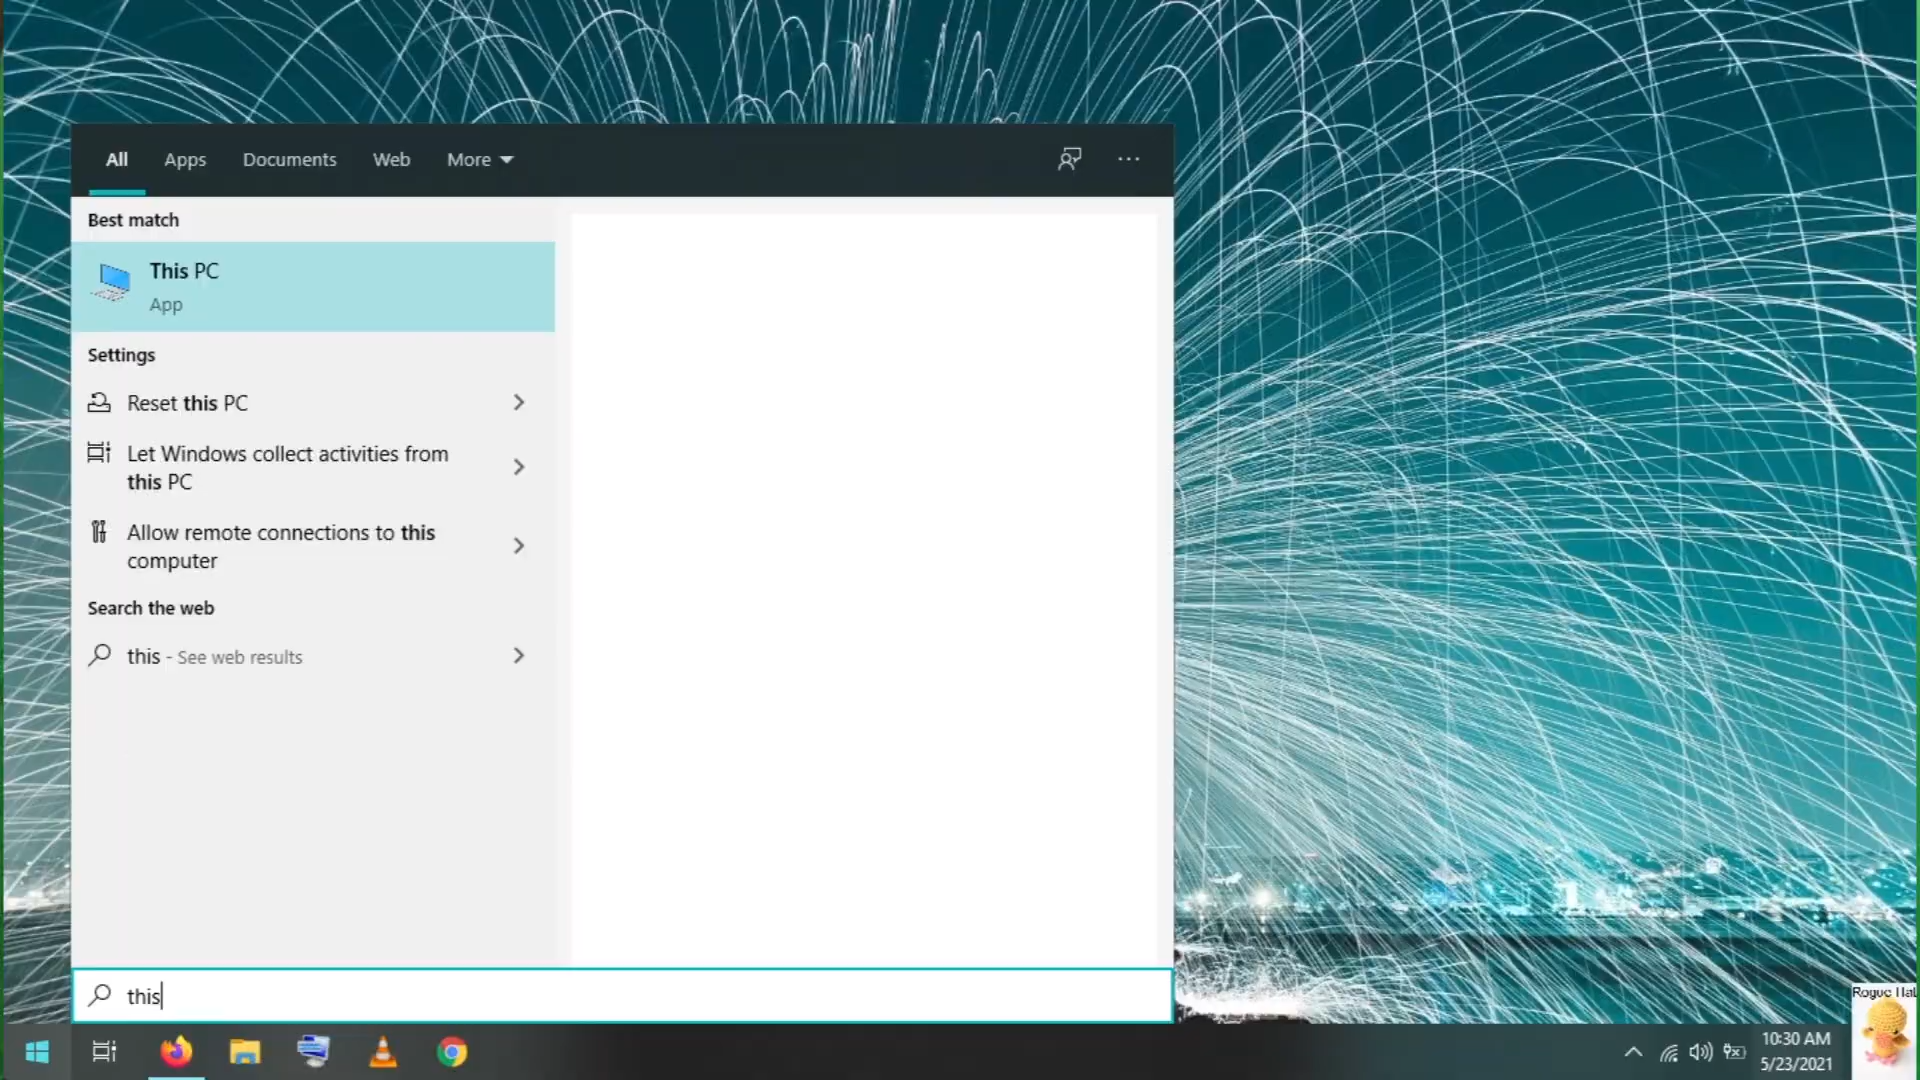 All Apps Documents Web More
Best match
This PC
App
Settings
Reset this PC
Let Windows collect activities from
this PC
Allow remote connections to this
computer
Search the web
this - See web results
this
Rogue
10:30 AM
5/23/2021